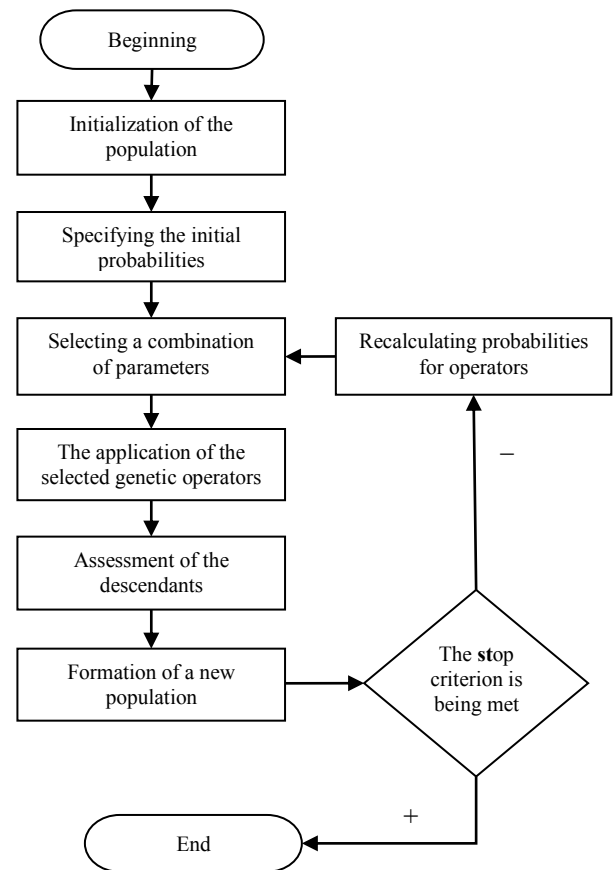 Beginning
Initialization of the
population
Specifying the initial
probabilities
Selecting a combination
of parameters
Recalculating probabilities
for operators
The application of the
selected genetic operators
–
Assessment of the
descendants
Formation of a new
population
The stop
criterion is
being met
+
End